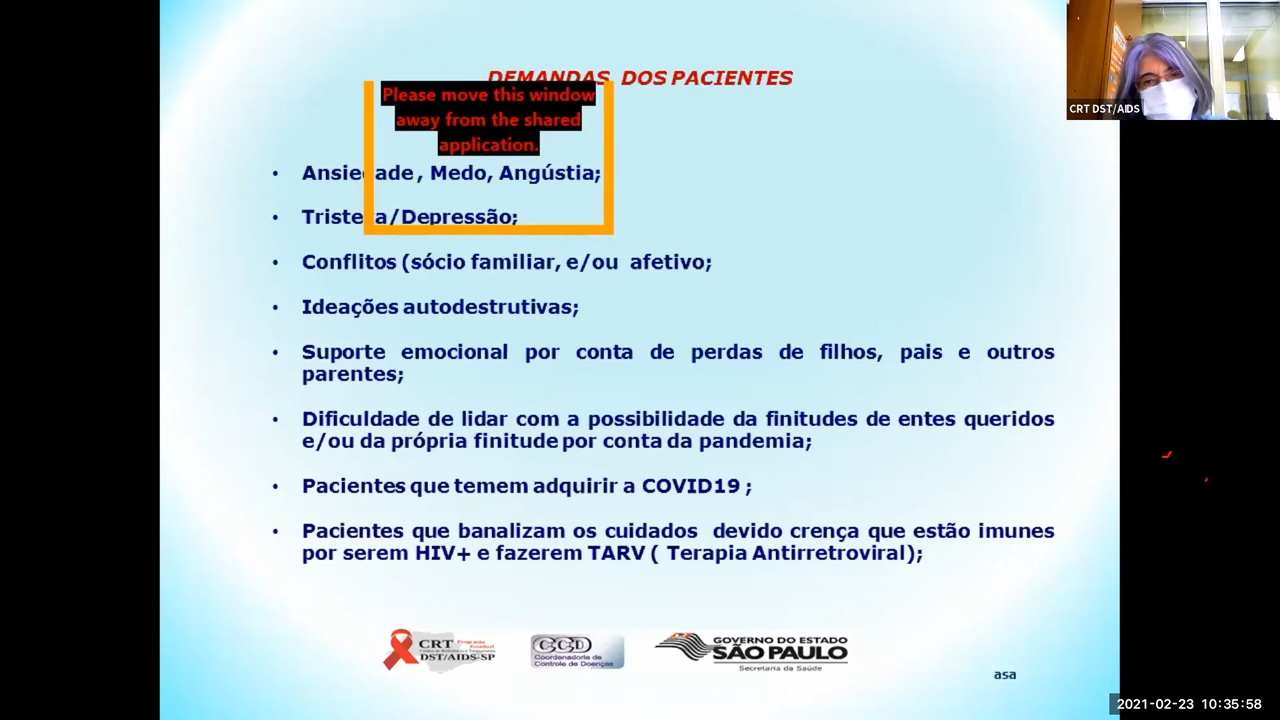 DEMANDAS DOS PACIENTES
Please move this window
away from the shared
application.
• Ansiedade, Medo, Angústia;
• Tristeza/Depressão;
• Conflitos (sócio familiar, e/ou afetivo;
• Ideações autodestrutivas;
• Suporte emocional por conta de perdas de filhos, pais e outros
parentes;
• Dificuldade de lidar com a possibilidade da finitudes de entes queridos
e/ou da própria finitude por conta da pandemia;
• Pacientes que temem adquirir a COVID19 ;
• Pacientes que banalizam os cuidados devido crença que estão imunes
por serem HIV+ e fazerem TARV ( Terapia Antirretroviral);
CRT DST/AIDS
CRT Programa
Estadual
DST/AIDS-SP
CCD
Coordenadoria de
Controle de Doenças
GOVERNO DO ESTADO
SÃO PAULO
Secretaria da Saúde
asa
2021-02-23 10:35:58